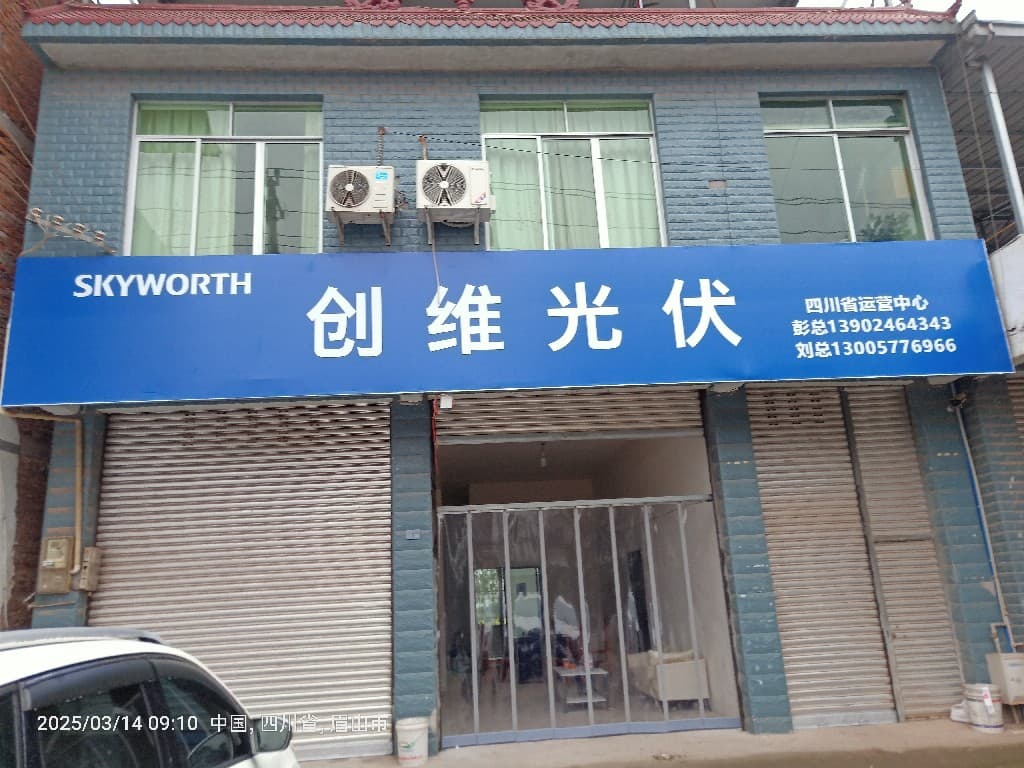 SKYWORTH
创维光伏
四川省运营中心
彭总13902464343
刘总13005776966
2025/03/14 09:10 中国, 四川省, 眉山市